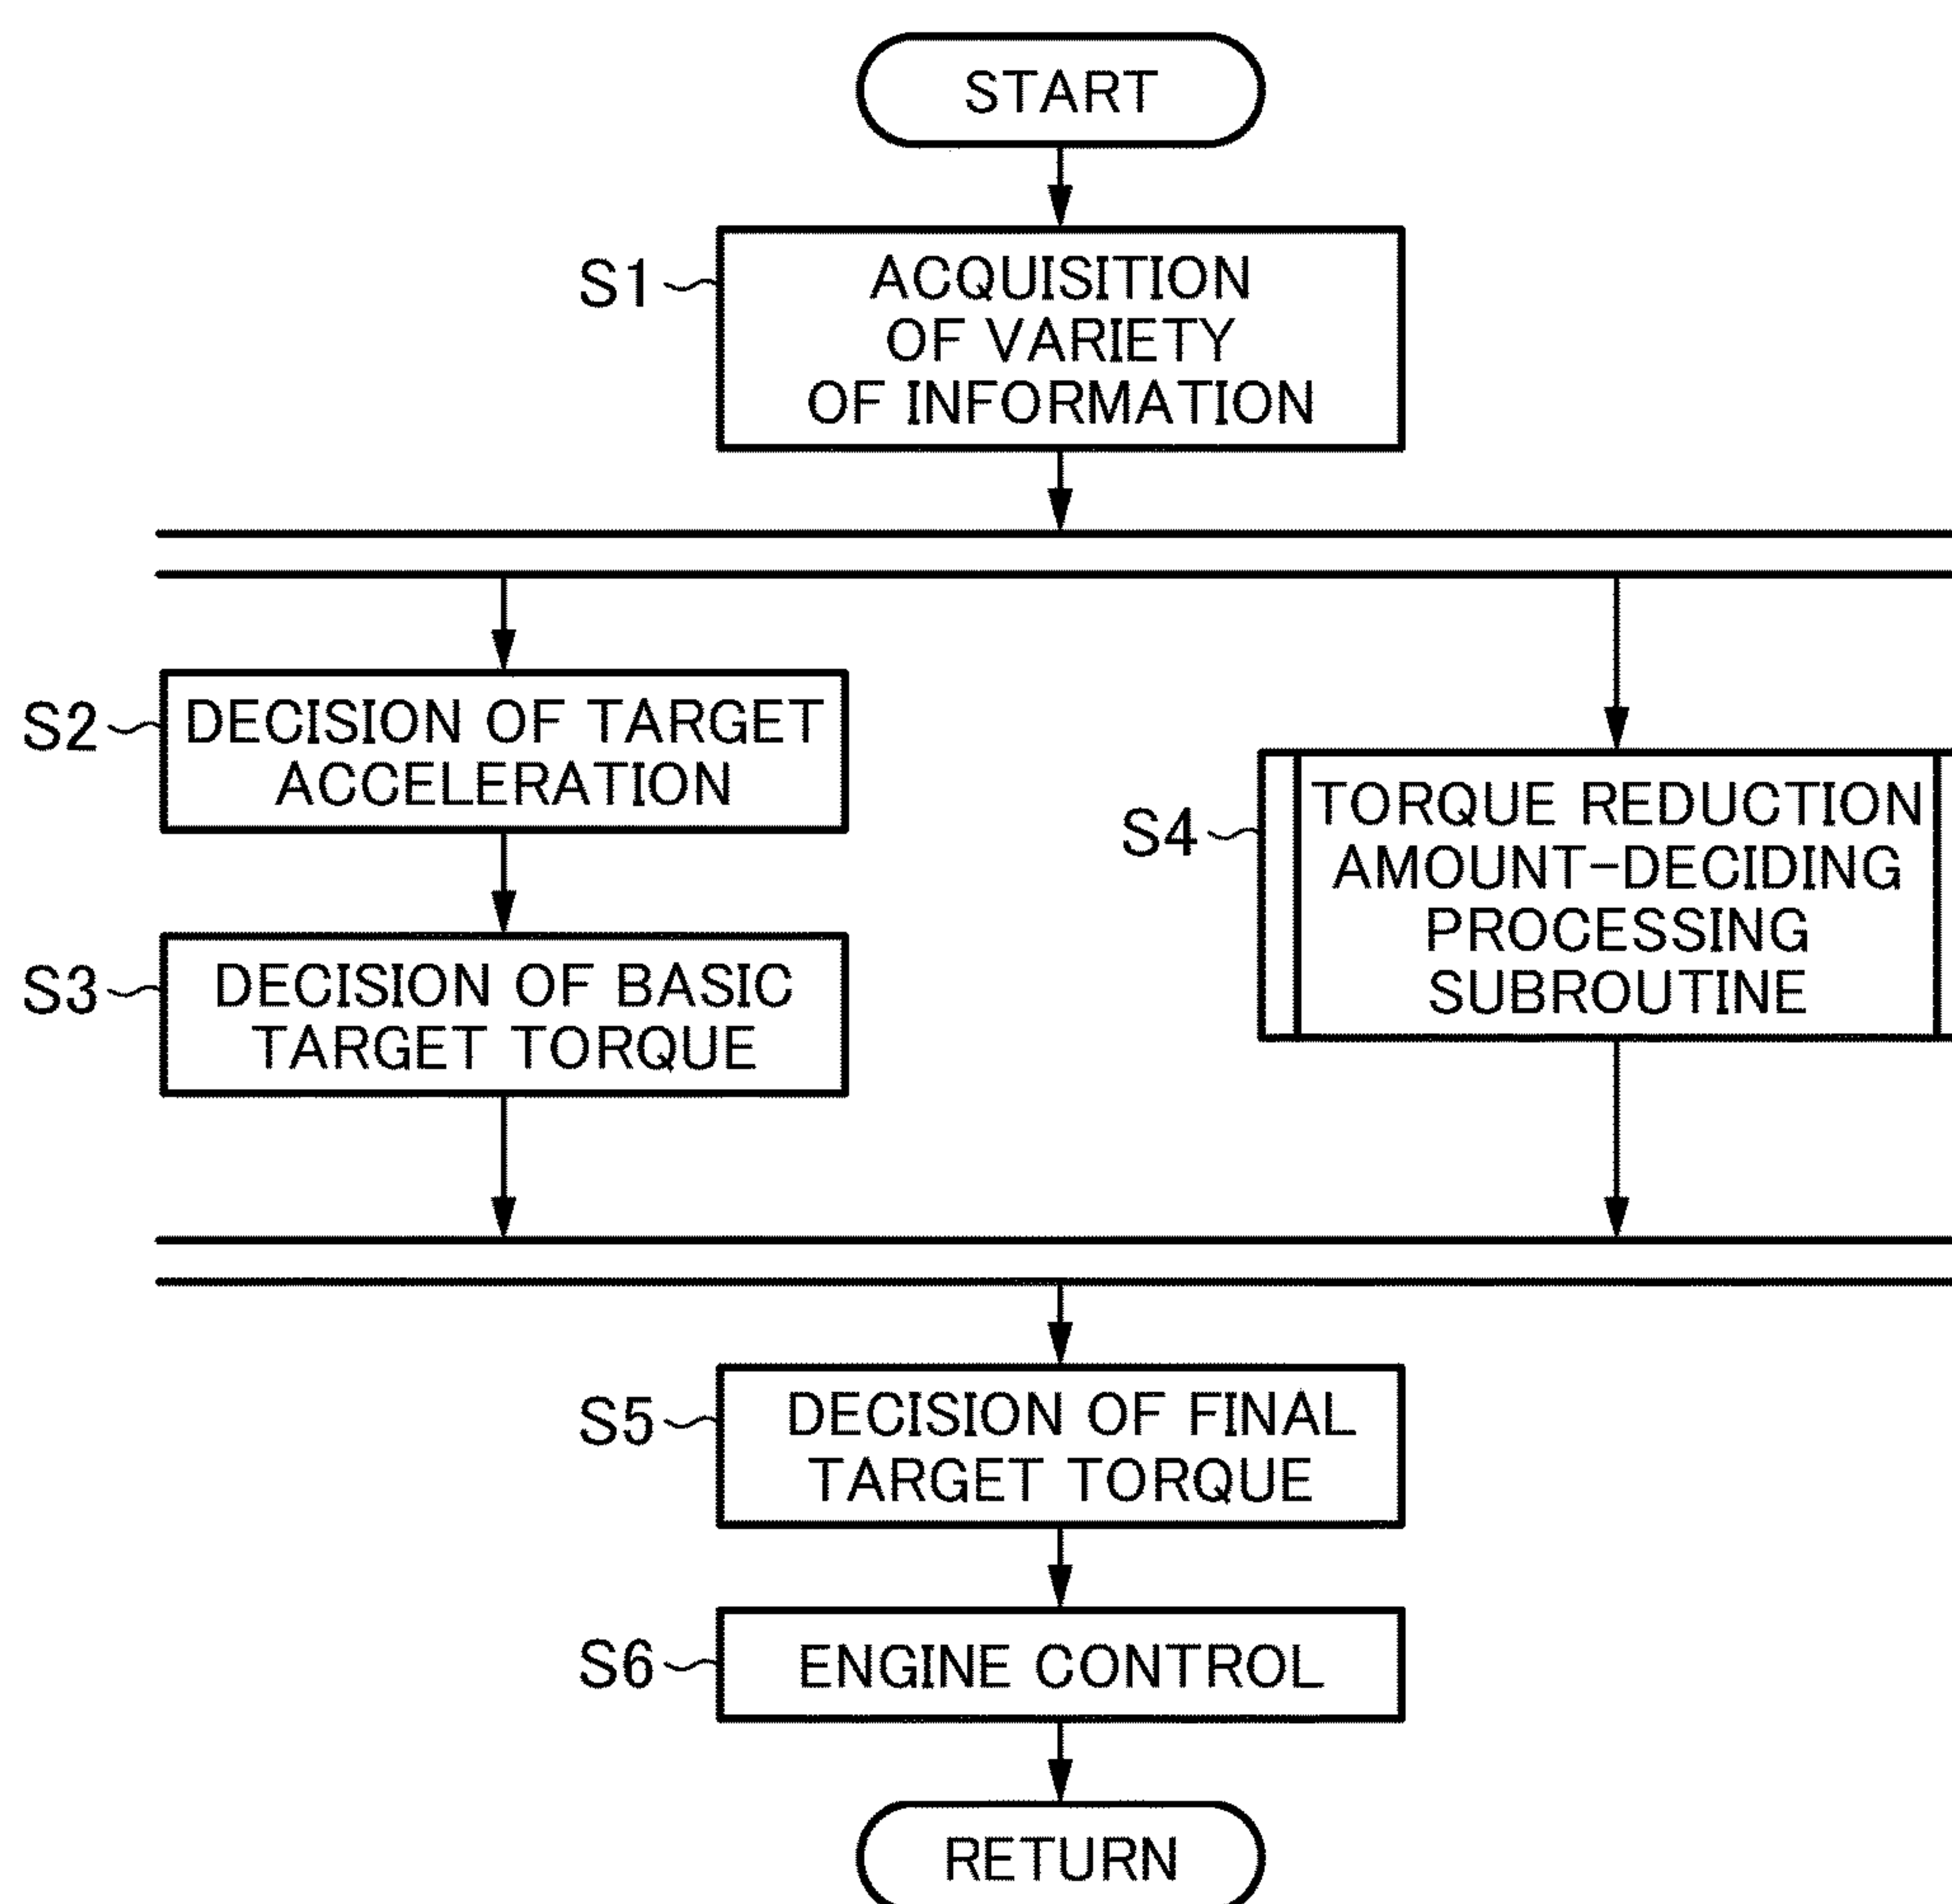 START
S1
ACQUISITION
OF VARIETY
OF INFORMATION
S2
DECISION OF TARGET
ACCELERATION
S3
DECISION OF BASIC
TARGET TORQUE
S4
TORQUE REDUCTION
AMOUNT-DECIDING
PROCESSING
SUBROUTINE
S5
DECISION OF FINAL
TARGET TORQUE
S6
ENGINE CONTROL
RETURN